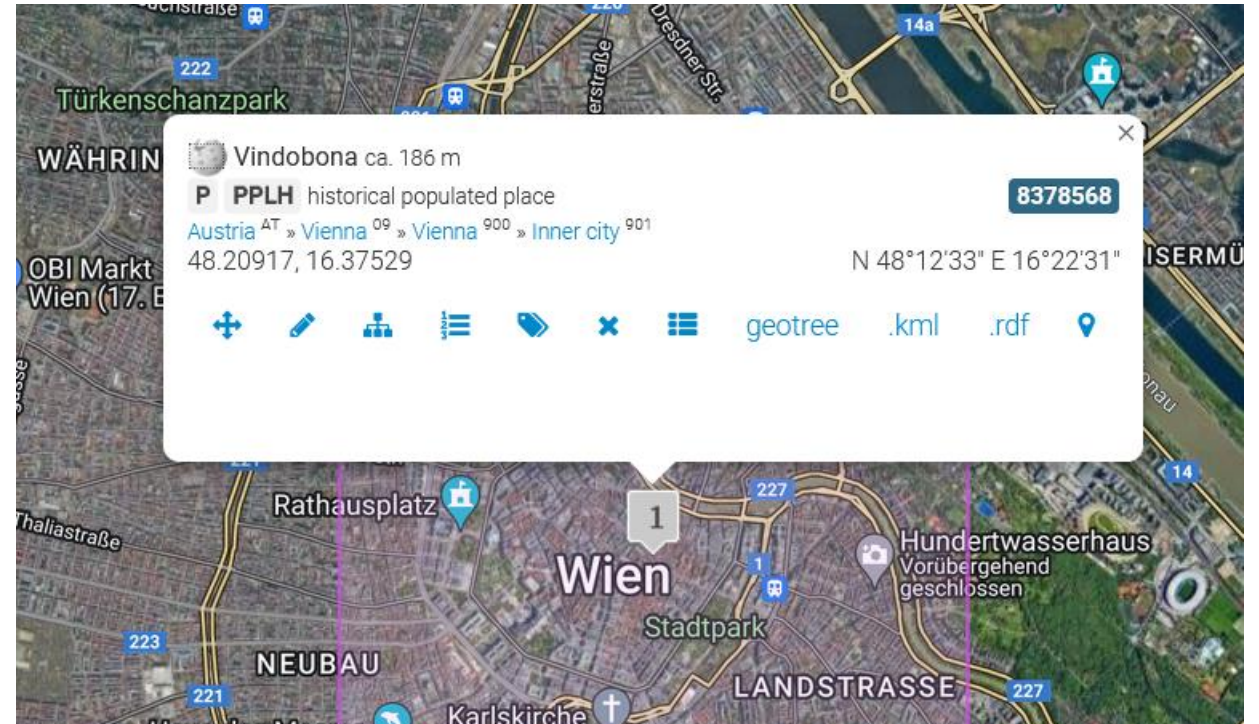 222
14a
Dresdner Str.
Türkenschanzpark
erstraße
WÄHRIN
×
Vindobona ca. 186 m
P PPLH historical populated place
8378568
Austria AT » Vienna 09 » Vienna 900 » Inner city 901
48.20917, 16.37529
N 48°12'33" E 16°22'31"
ISERMÜ
OBI Markt
Wien (17. B
geotree .kml .rdf
14
227
Rathausplatz
1
Thaliastraße
Hundertwasserhaus
Vorübergehend
geschlossen
Wien
1
Stadtpark
223
NEUBAU
221
LANDSTRASSE
227
Karlskirche